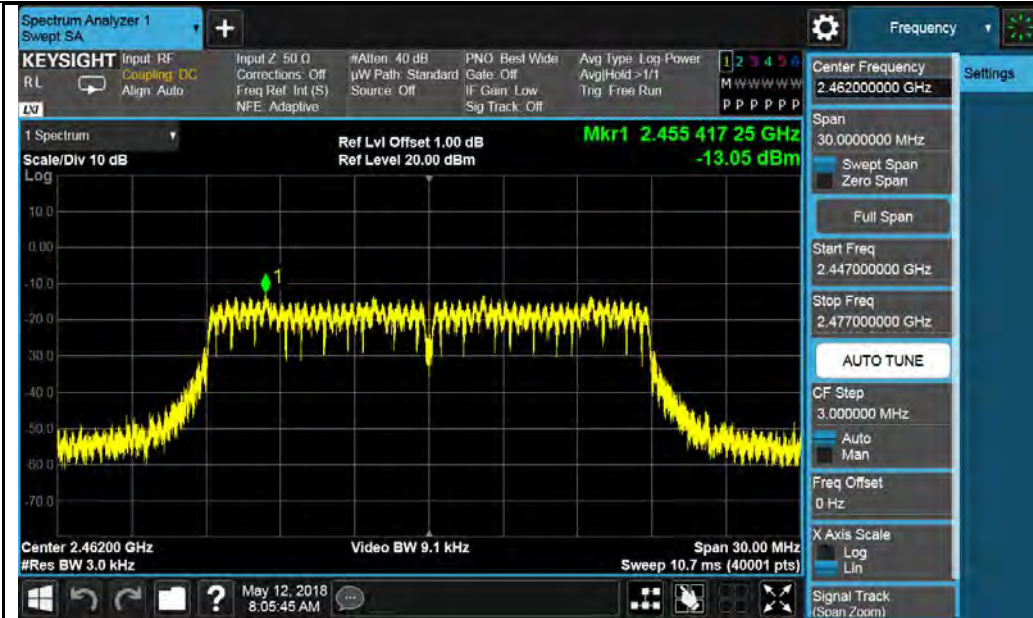 Spectrum Analyzer 1
Swept SA
+
Frequency
KEYSIGHT
RL
LXI
Input: RF
Coupling: DC
Align: Auto
Input Z: 50 Ω
Corrections: Off
Freq Ref: Int (S)
NFE: Adaptive
#Atten: 40 dB
µW Path: Standard
Source: Off
PNO: Best Wide
Gate: Off
IF Gain: Low
Sig Track: Off
Avg Type: Log-Power
Avg|Hold:>1/1
Trig: Free Run
1 2 3 4 5 6
M W W W W W
P P P P P P
1 Spectrum
Scale/Div 10 dB
Log
Ref Lvl Offset 1.00 dB
Ref Level 20.00 dBm
Mkr1 2.455 417 25 GHz
-13.05 dBm
10.0
0.00
-10.0
-20.0
-30.0
-40.0
-50.0
-60.0
-70.0
1
Center 2.46200 GHz
#Res BW 3.0 kHz
Video BW 9.1 kHz
Span 30.00 MHz
Sweep 10.7 ms (40001 pts)
?
May 12, 2018
8:05:45 AM
Center Frequency
2.462000000 GHz
Span
30.0000000 MHz
Swept Span
Zero Span
Full Span
Start Freq
2.447000000 GHz
Stop Freq
2.477000000 GHz
AUTO TUNE
CF Step
3.000000 MHz
Auto
Man
Freq Offset
0 Hz
X Axis Scale
Log
Lin
Signal Track
(Span Zoom)
Settings